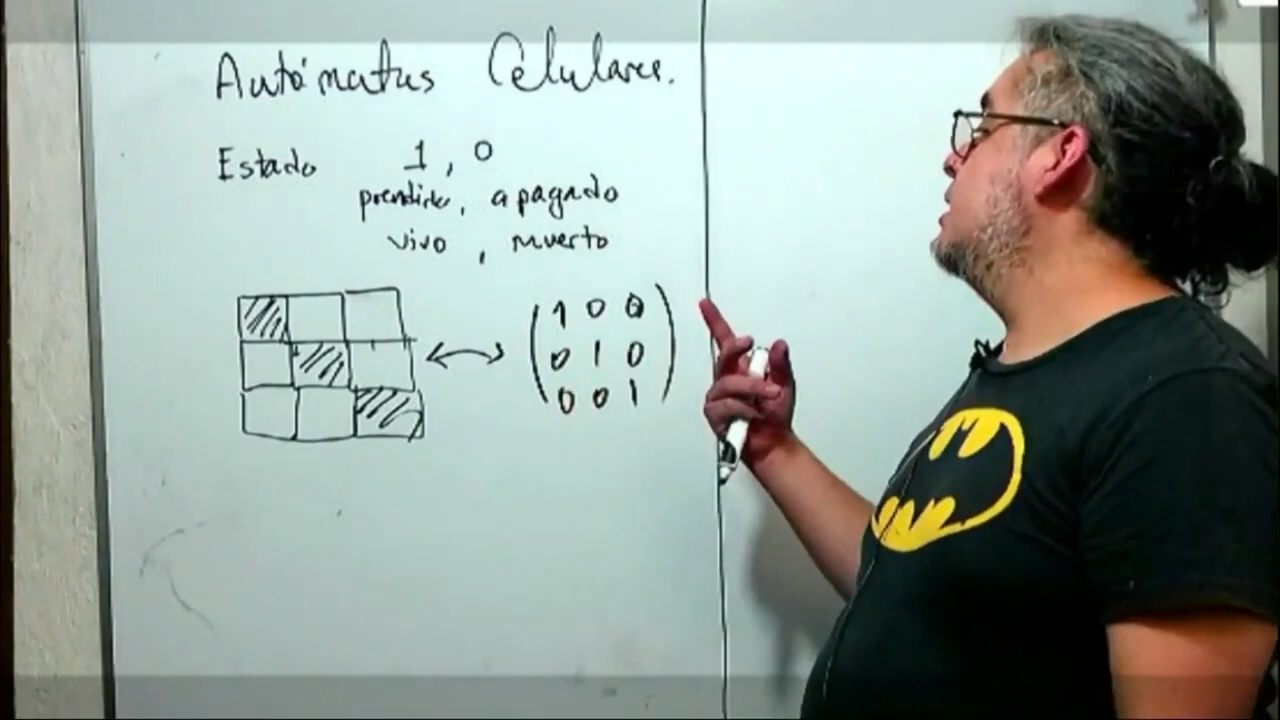 Autómatas Celulares.
Estado 1 , 0
prendido, apagado
vivo , muerto
1 0 0
0 1 0
0 0 1